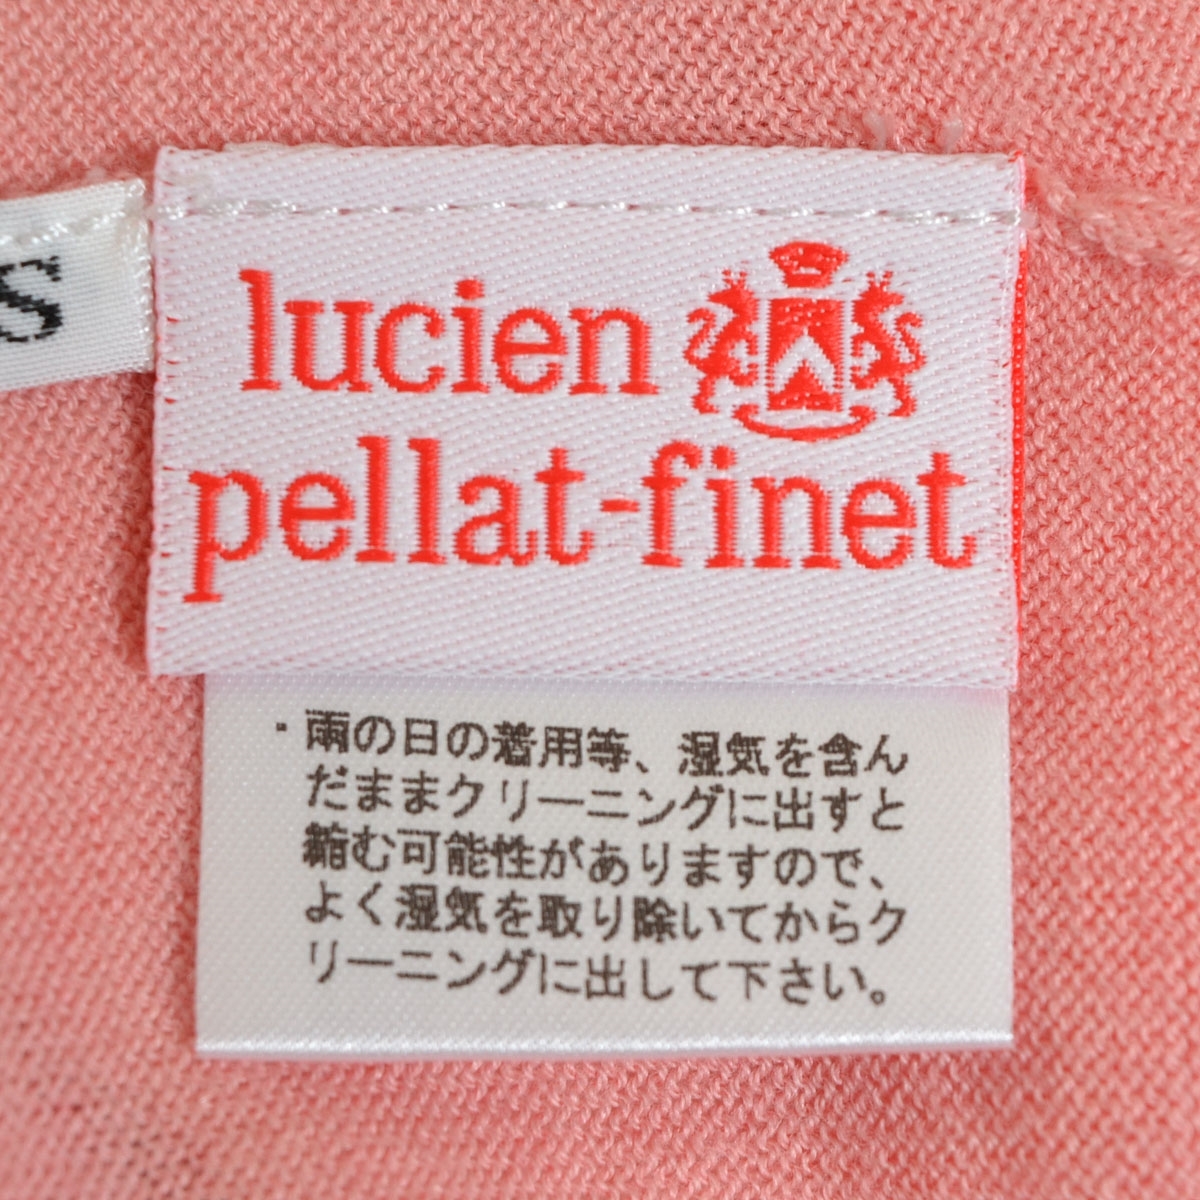 S
lucien
pellat-finet
・雨の日の着用等、湿気を含ん
だままクリーニングに出すと
縮む可能性がありますので、
よく湿気を取り除いてからク
リーニングに出して下さい。